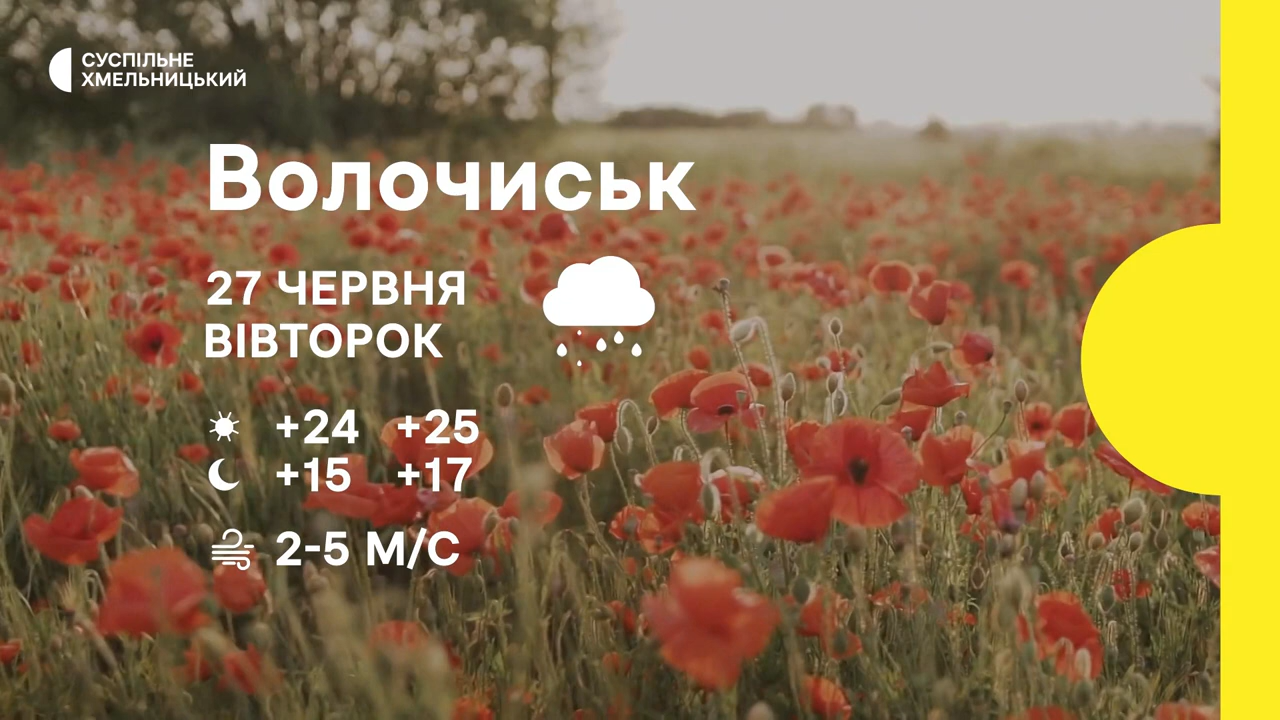 СУСПІЛЬНЕ
ХМЕЛЬНИЦЬКИЙ
Волочиськ
27 ЧЕРВНЯ
ВІВТОРОК
+24 +25
+15 +17
2-5 М/С